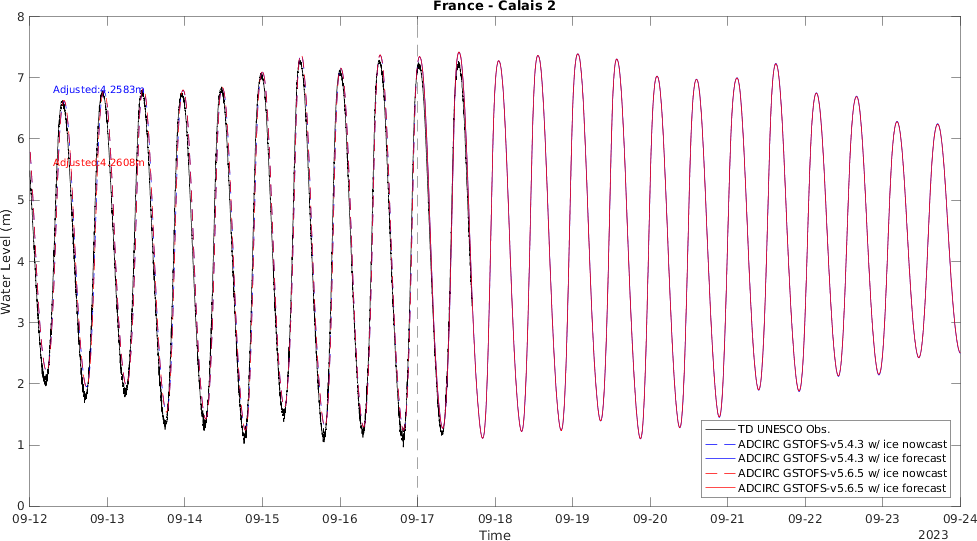 France - Calais 2
8
7
6
5
4
3
2
1
0
Water Level (m)
Adjusted:4.2583m
Adjusted:4.2608m
TD UNESCO Obs.
ADCIRC GSTOFS-v5.4.3 w/ ice nowcast
ADCIRC GSTOFS-v5.4.3 w/ ice forecast
ADCIRC GSTOFS-v5.6.5 w/ ice nowcast
ADCIRC GSTOFS-v5.6.5 w/ ice forecast
09-12 09-13 09-14 09-15 09-16 09-17 09-18 09-19 09-20 09-21 09-22 09-23 09-24
Time
2023